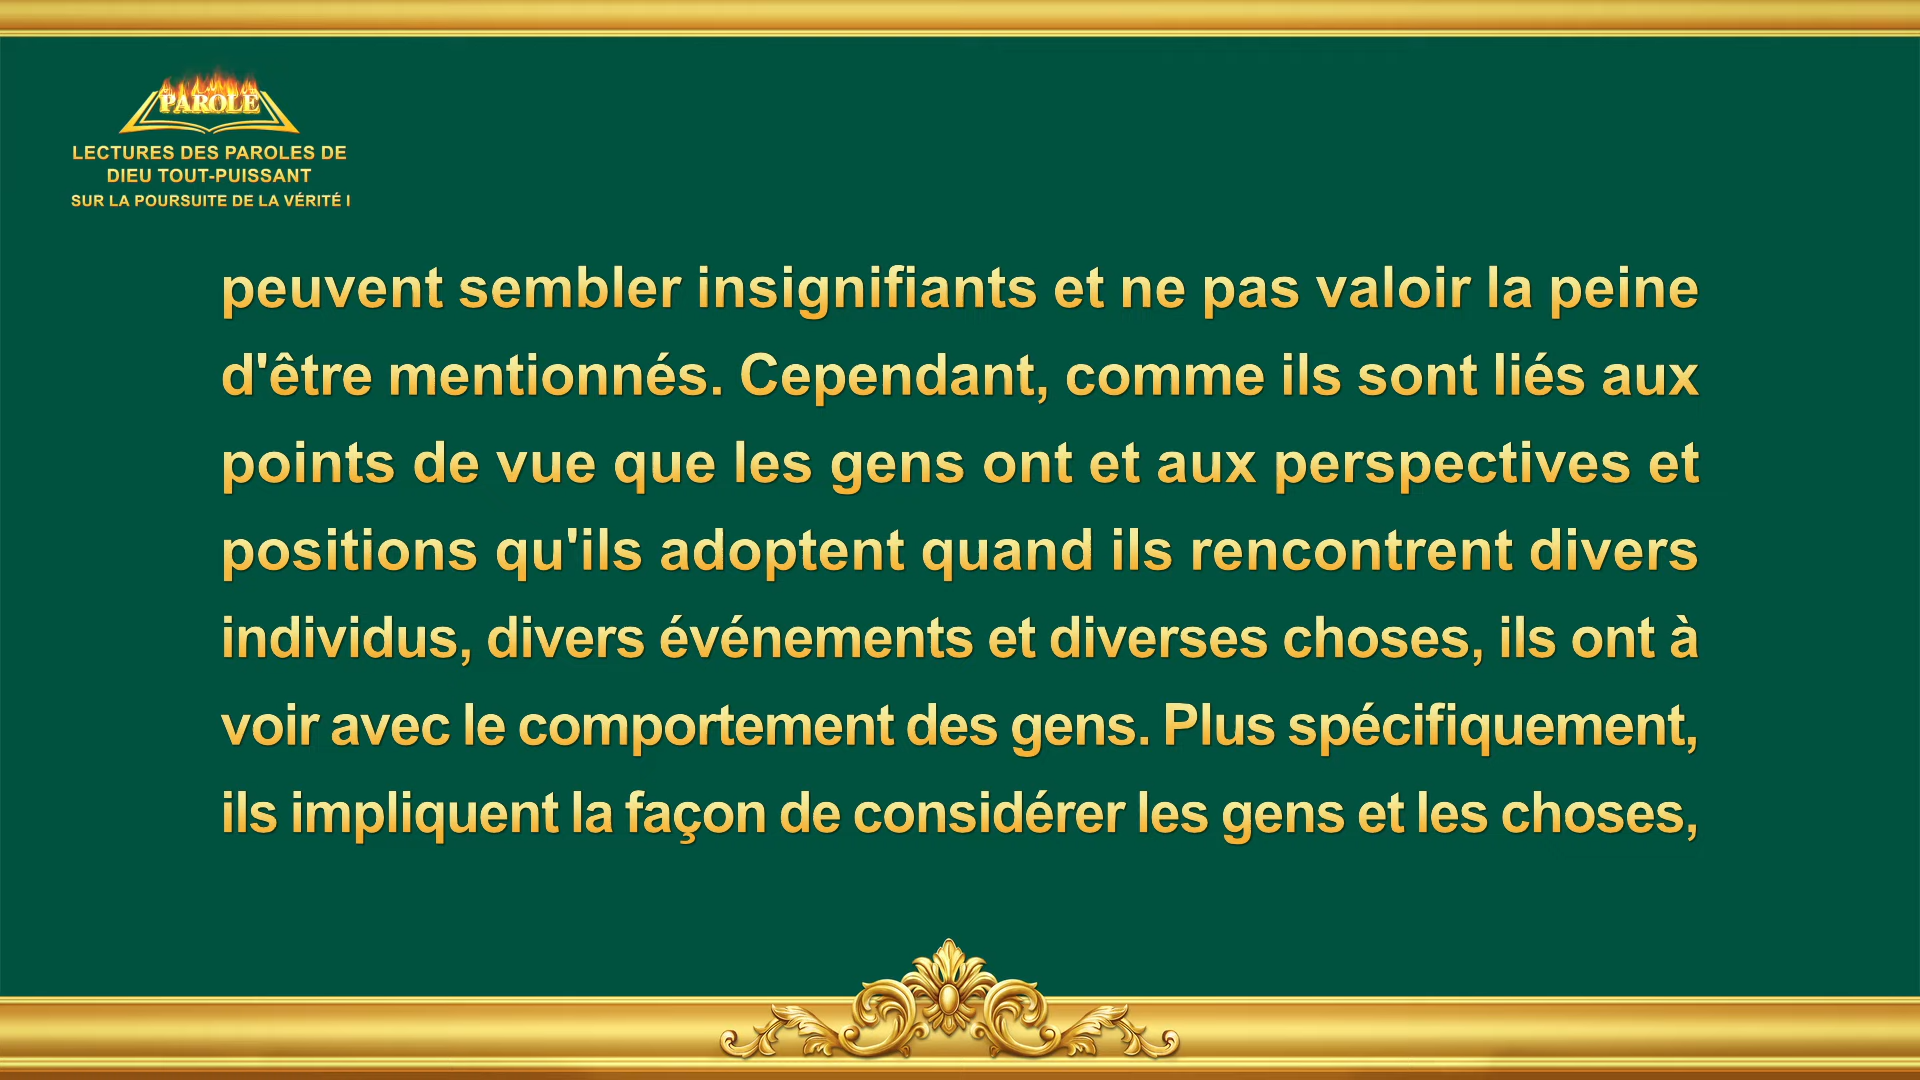 PAROLE
LECTURES DES PAROLES DE
DIEU TOUT-PUISSANT
SUR LA POURSUITE DE LA VÉRITÉ I
peuvent sembler insignifiants et ne pas valoir la peine
d'être mentionnés. Cependant, comme ils sont liés aux
points de vue que les gens ont et aux perspectives et
positions qu'ils adoptent quand ils rencontrent divers
individus, divers événements et diverses choses, ils ont à
voir avec le comportement des gens. Plus spécifiquement,
ils impliquent la façon de considérer les gens et les choses,